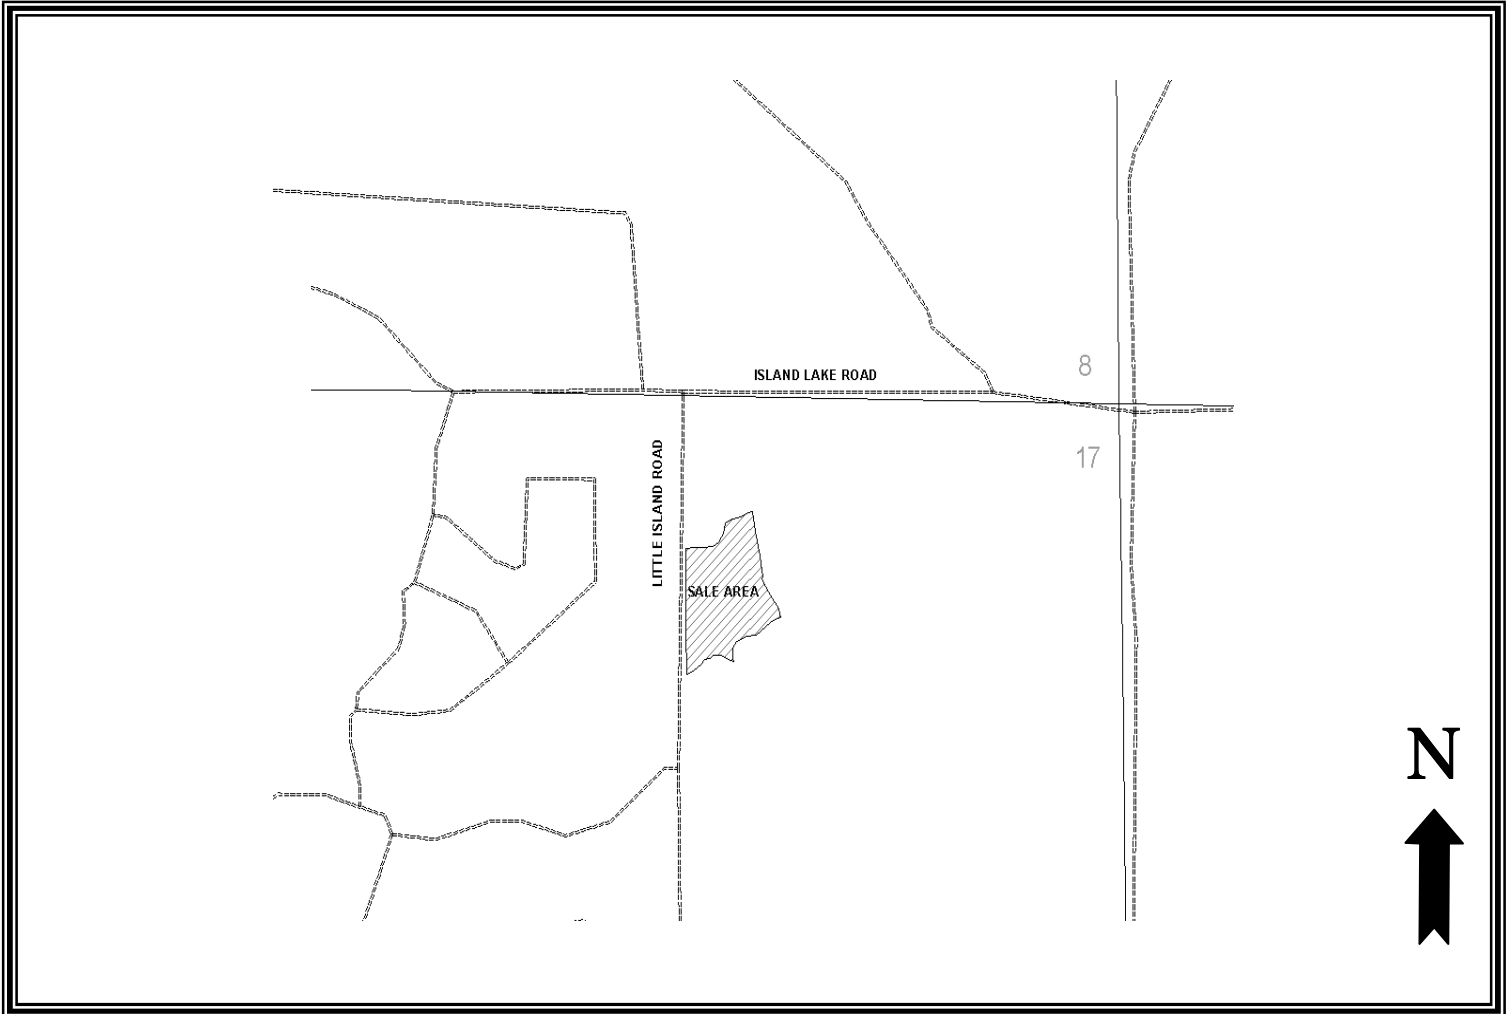 ISLAND LAKE ROAD
8
17
LITTLE ISLAND ROAD
SALE AREA
N